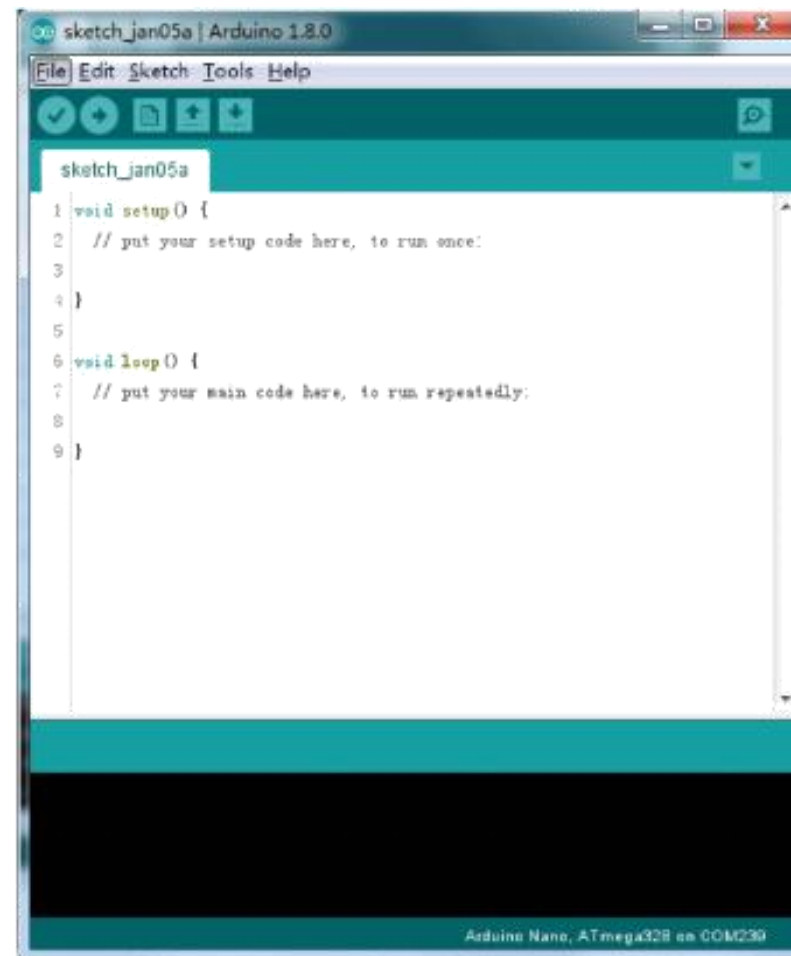 sketch_jan05a | Arduino 1.8.0
File Edit Sketch Tools Help
sketch_jan05a
1 void setup() {
2 // put your setup code here, to run once:
3
4 }
5
6 void loop() {
7 // put your main code here, to run repeatedly:
8
9 }
Arduino Nano, ATmega328 on COM239